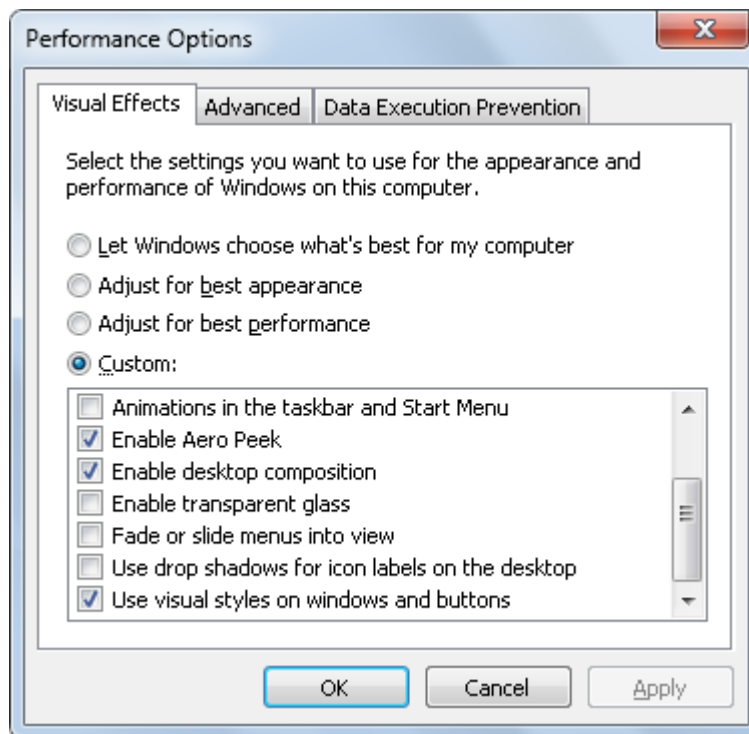 Performance Options
Visual Effects
Advanced
Data Execution Prevention
Select the settings you want to use for the appearance and
performance of Windows on this computer.
Let Windows choose what's best for my computer
Adjust for best appearance
Adjust for best performance
Custom:
Animations in the taskbar and Start Menu
Enable Aero Peek
Enable desktop composition
Enable transparent glass
Fade or slide menus into view
Use drop shadows for icon labels on the desktop
Use visual styles on windows and buttons
OK
Cancel
Apply